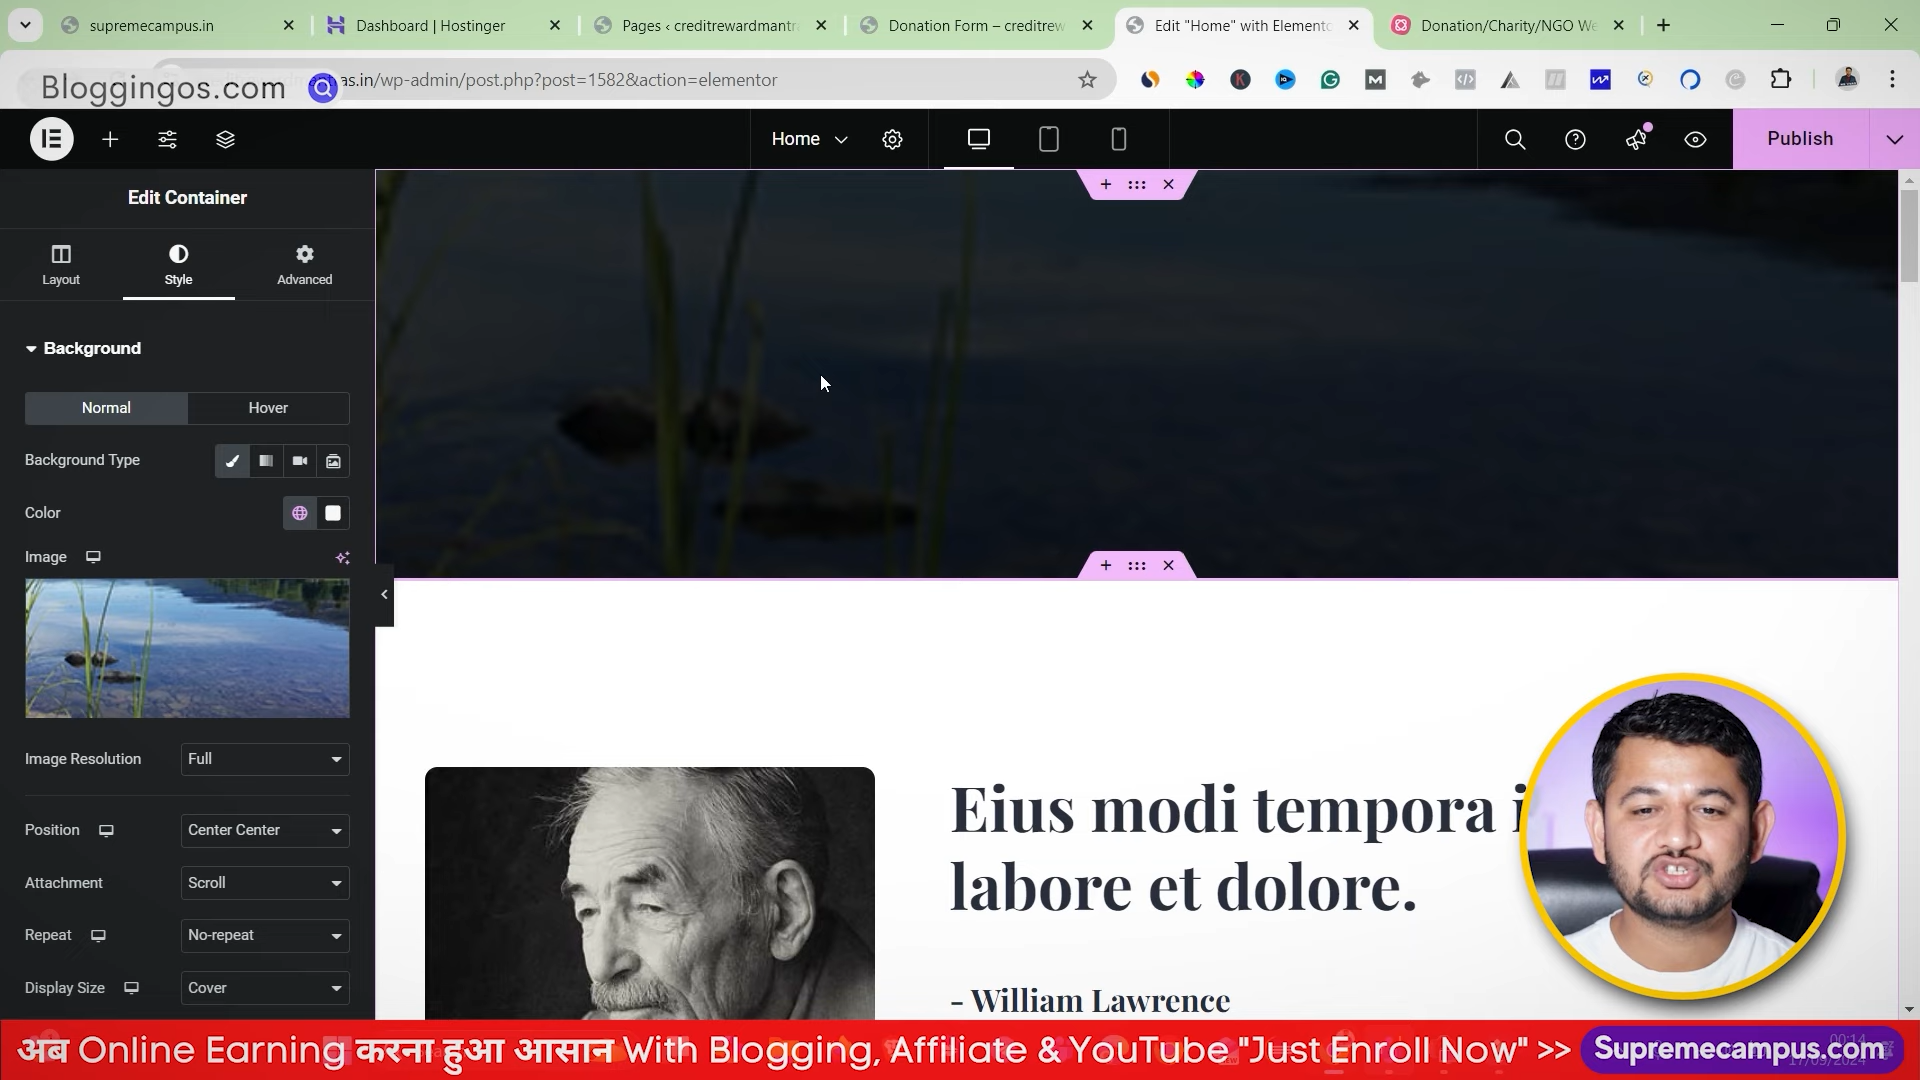 supremecampus.in
Dashboard | Hostinger
Pages ‹ creditrewardmantra
Donation Form – creditrew
Edit "Home" with Elemento
Donation/Charity/NGO We
Bloggingos.com
as.in/wp-admin/post.php?post=1582&action=elementor
Home
Publish
Edit Container
Layout
Style
Advanced
Background
Normal
Hover
Background Type
Color
Image
Image Resolution
Full
Position
Center Center
Attachment
Scroll
Repeat
No-repeat
Display Size
Cover
Eius modi tempora i
labore et dolore.
- William Lawrence
अब Online Earning करना हुआ आसान With Blogging, Affiliate & YouTube "Just Enroll Now" >>
Supremecampus.com